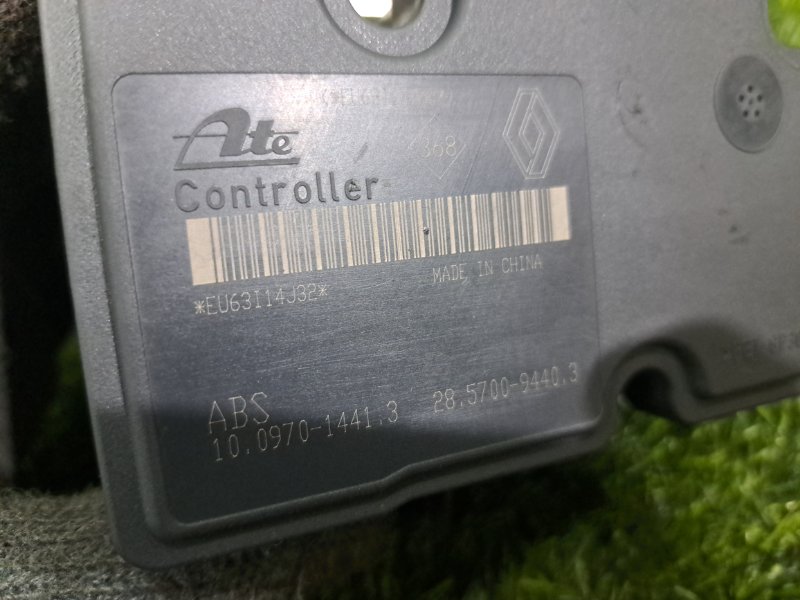 Ate
368
Controller
MADE IN CHINA
*EU63I14J32*
ABS
10.0970-1441.3
28.5700-9440.3